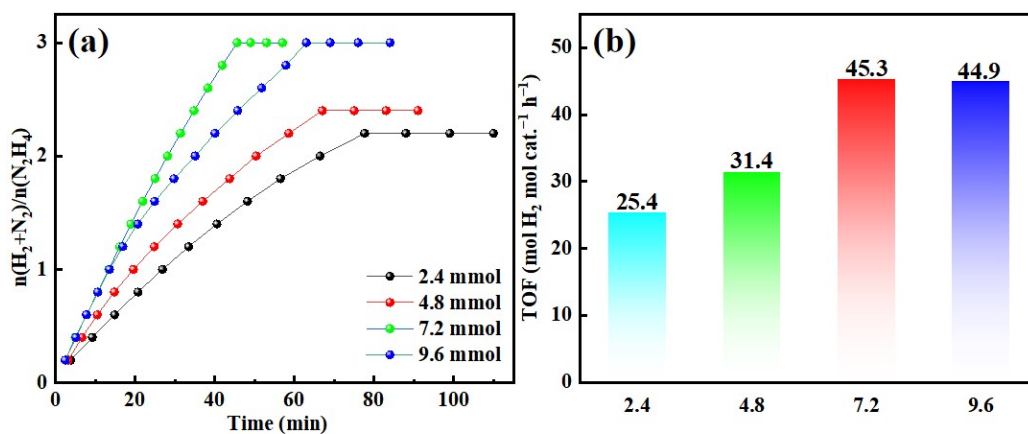 (a)
n(H₂+N₂)/n(N₂H₄)
3
2
1
0
0 20 40 60 80 100
Time (min)
2.4 mmol
4.8 mmol
7.2 mmol
9.6 mmol
(b)
TOF (mol H₂ mol cat.⁻¹ h⁻¹)
50
40
30
20
10
0
25.4
31.4
45.3
44.9
2.4 4.8 7.2 9.6